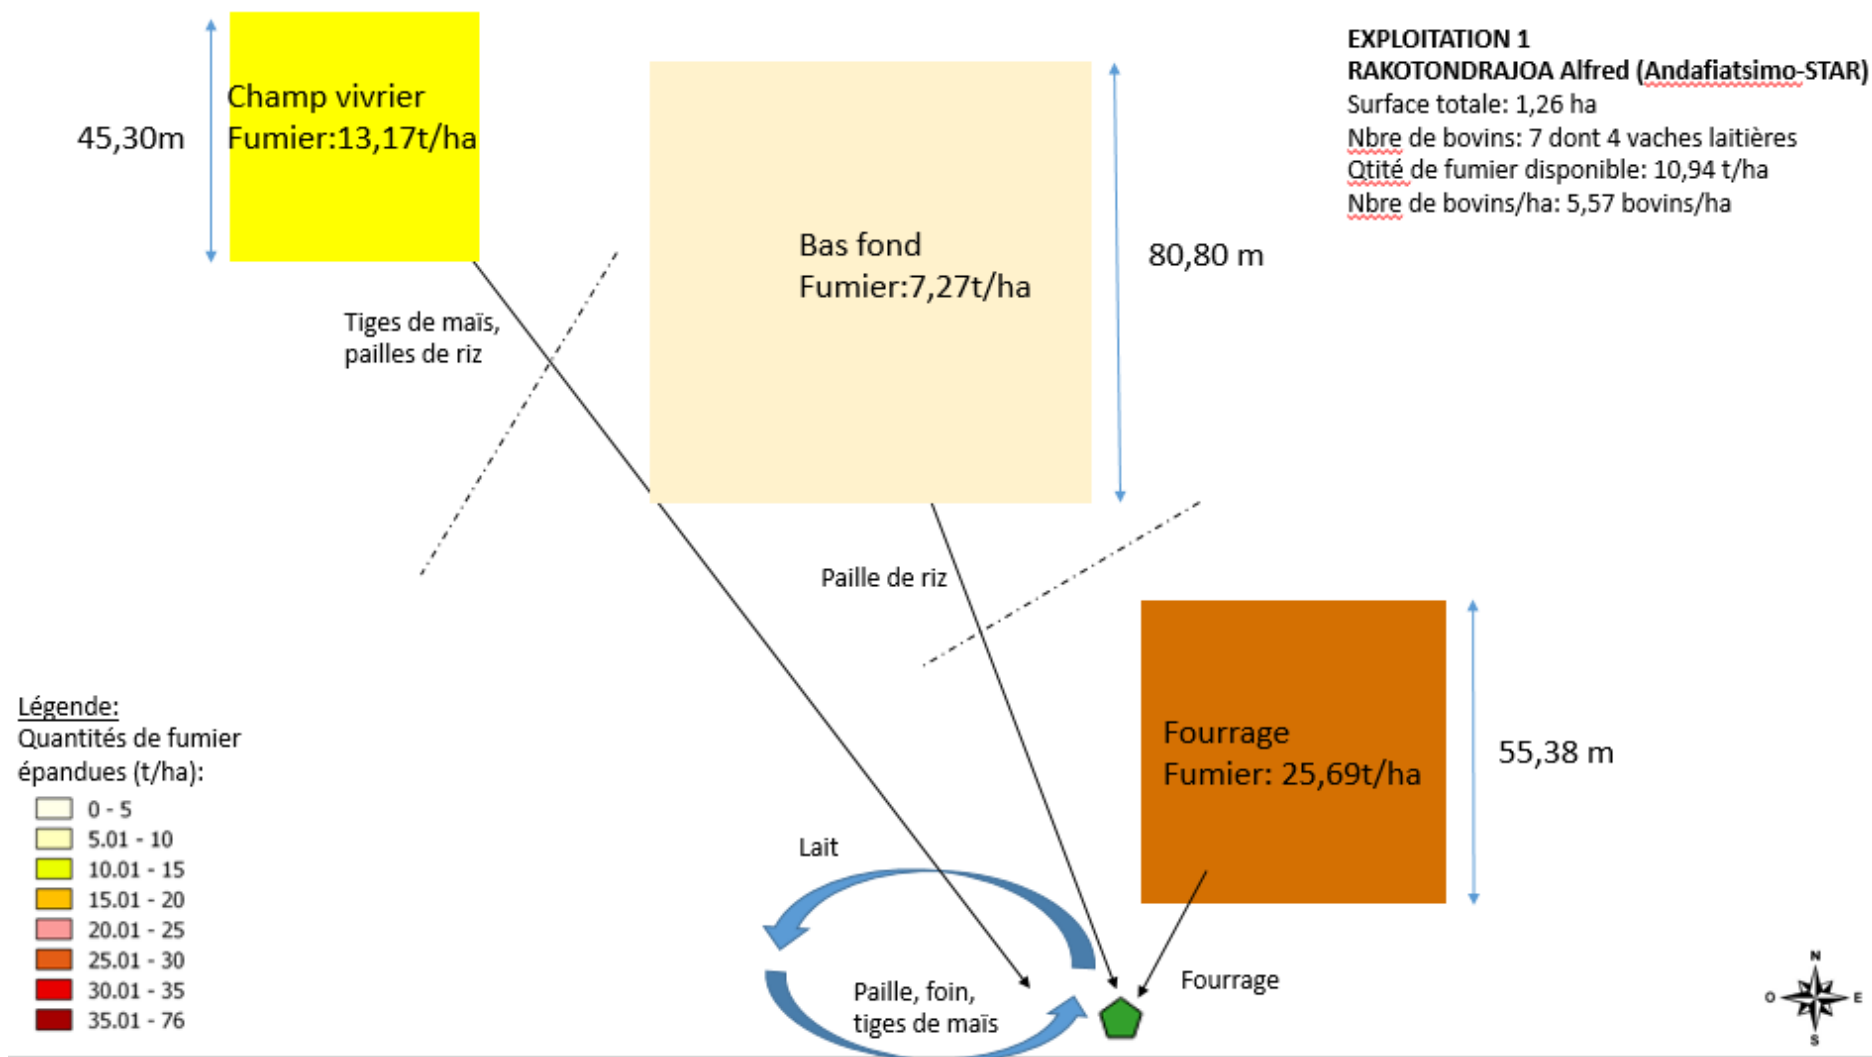 EXPLOITATION 1
RAKOTONDRAJOA Alfred (Andafiatsimo-STAR)
Surface totale: 1,26 ha
Nbre de bovins: 7 dont 4 vaches laitières
Qtité de fumier disponible: 10,94 t/ha
Nbre de bovins/ha: 5,57 bovins/ha
45,30m
Champ vivrier
Fumier:13,17t/ha
Bas fond
Fumier:7,27t/ha
80,80 m
Tiges de maïs,
pailles de riz
Paille de riz
Fourrage
Fumier: 25,69t/ha
55,38 m
Légende:
Quantités de fumier
épandues (t/ha):
0 - 5
5.01 - 10
10.01 - 15
15.01 - 20
20.01 - 25
25.01 - 30
30.01 - 35
35.01 - 76
Lait
Paille, foin,
tiges de maïs
Fourrage
N
O
E
S